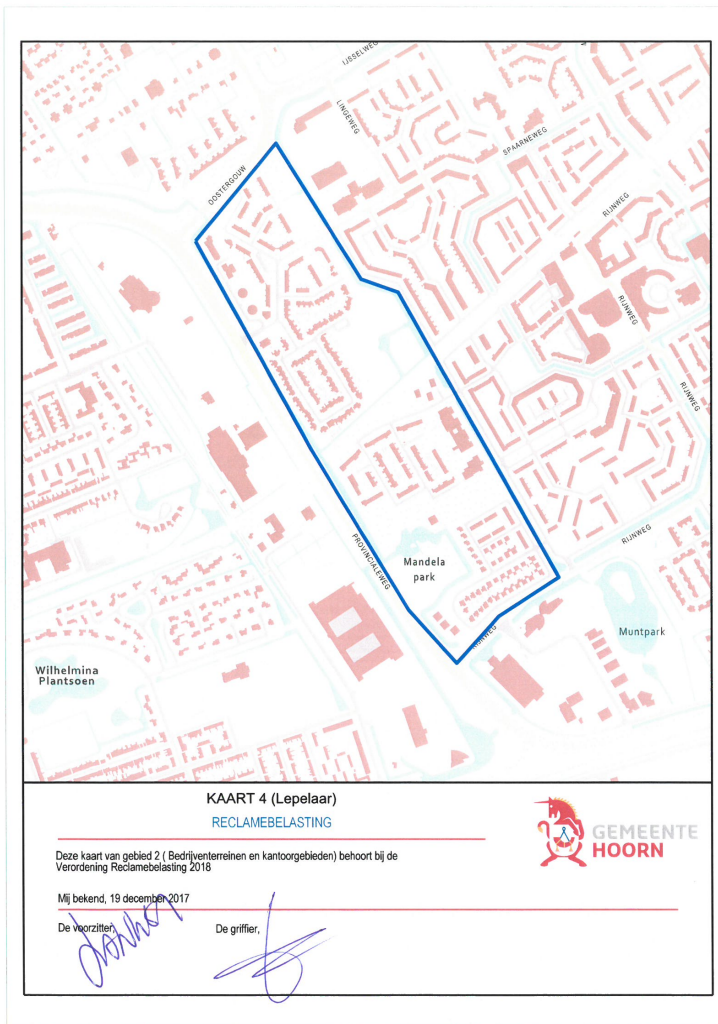 IJSSELWEG
LINGEWEG
SPAARNEWEG
OOSTERGOUW
RIJNWEG
RIJNWEG
RIJNWEG
RIJNWEG
PROVINCIALEWEG
Mandela
park
RIJNWEG
Muntpark
Wilhelmina
Plantsoen
KAART 4 (Lepelaar)
RECLAMEBELASTING
GEMEENTE
HOORN
Deze kaart van gebied 2 ( Bedrijventerreinen en kantoorgebieden) behoort bij de
Verordening Reclamebelasting 2018
Mij bekend, 19 december 2017
De voorzitter,
De griffier,